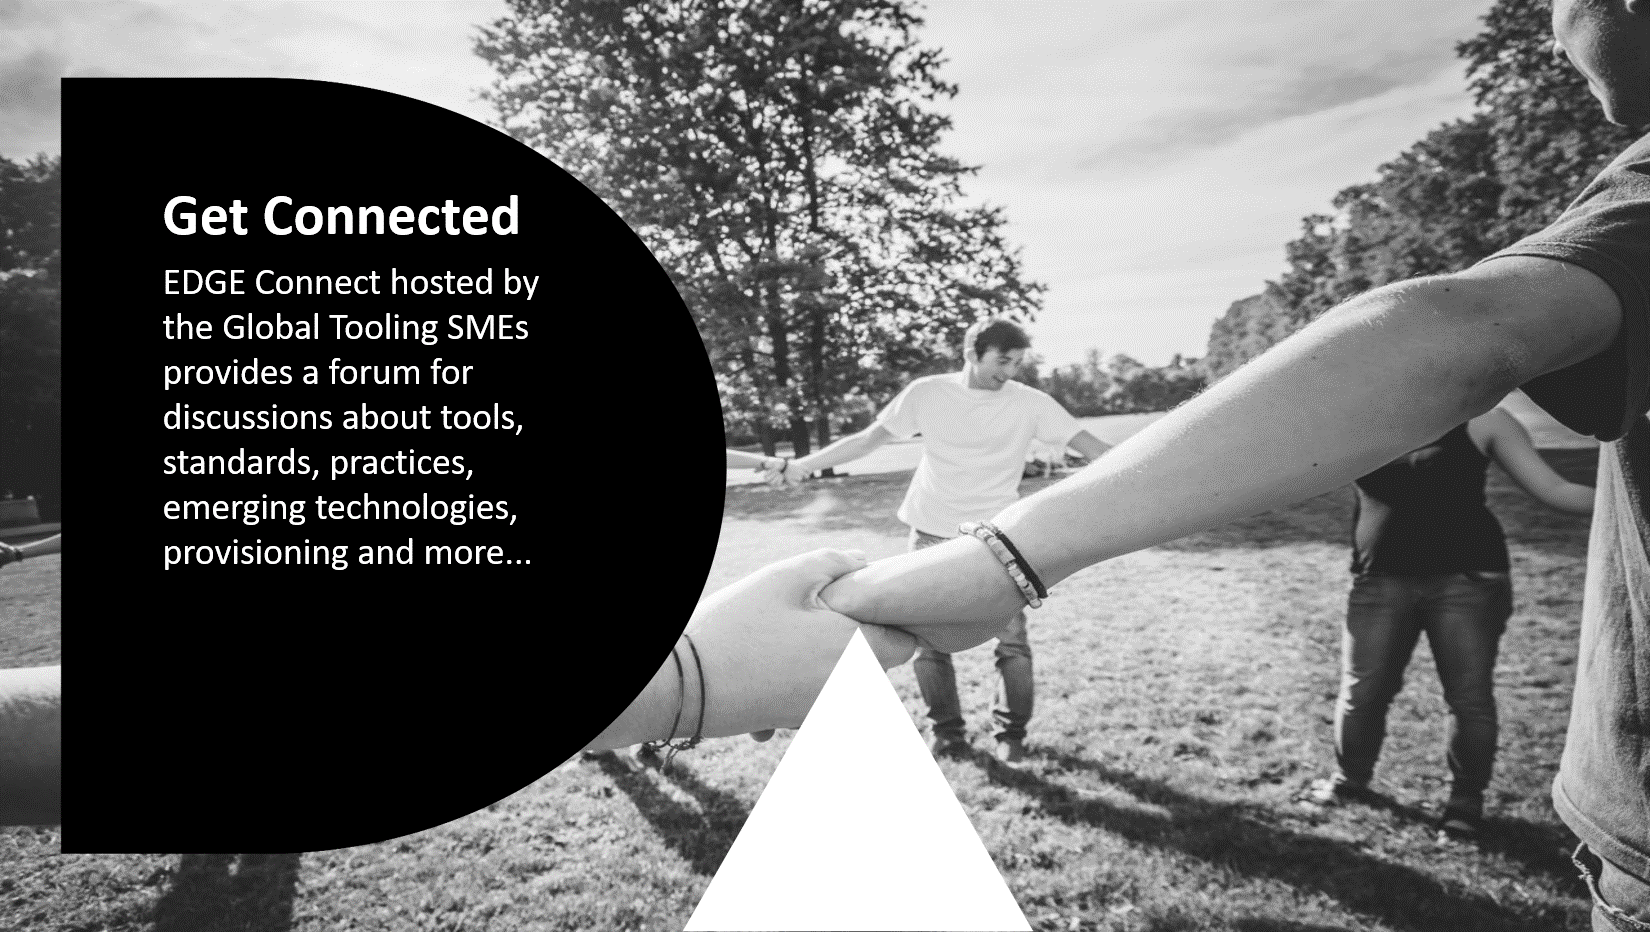 Get Connected
EDGE Connect hosted by
the Global Tooling SMEs
provides a forum for
discussions about tools,
standards, practices,
emerging technologies,
provisioning and more...